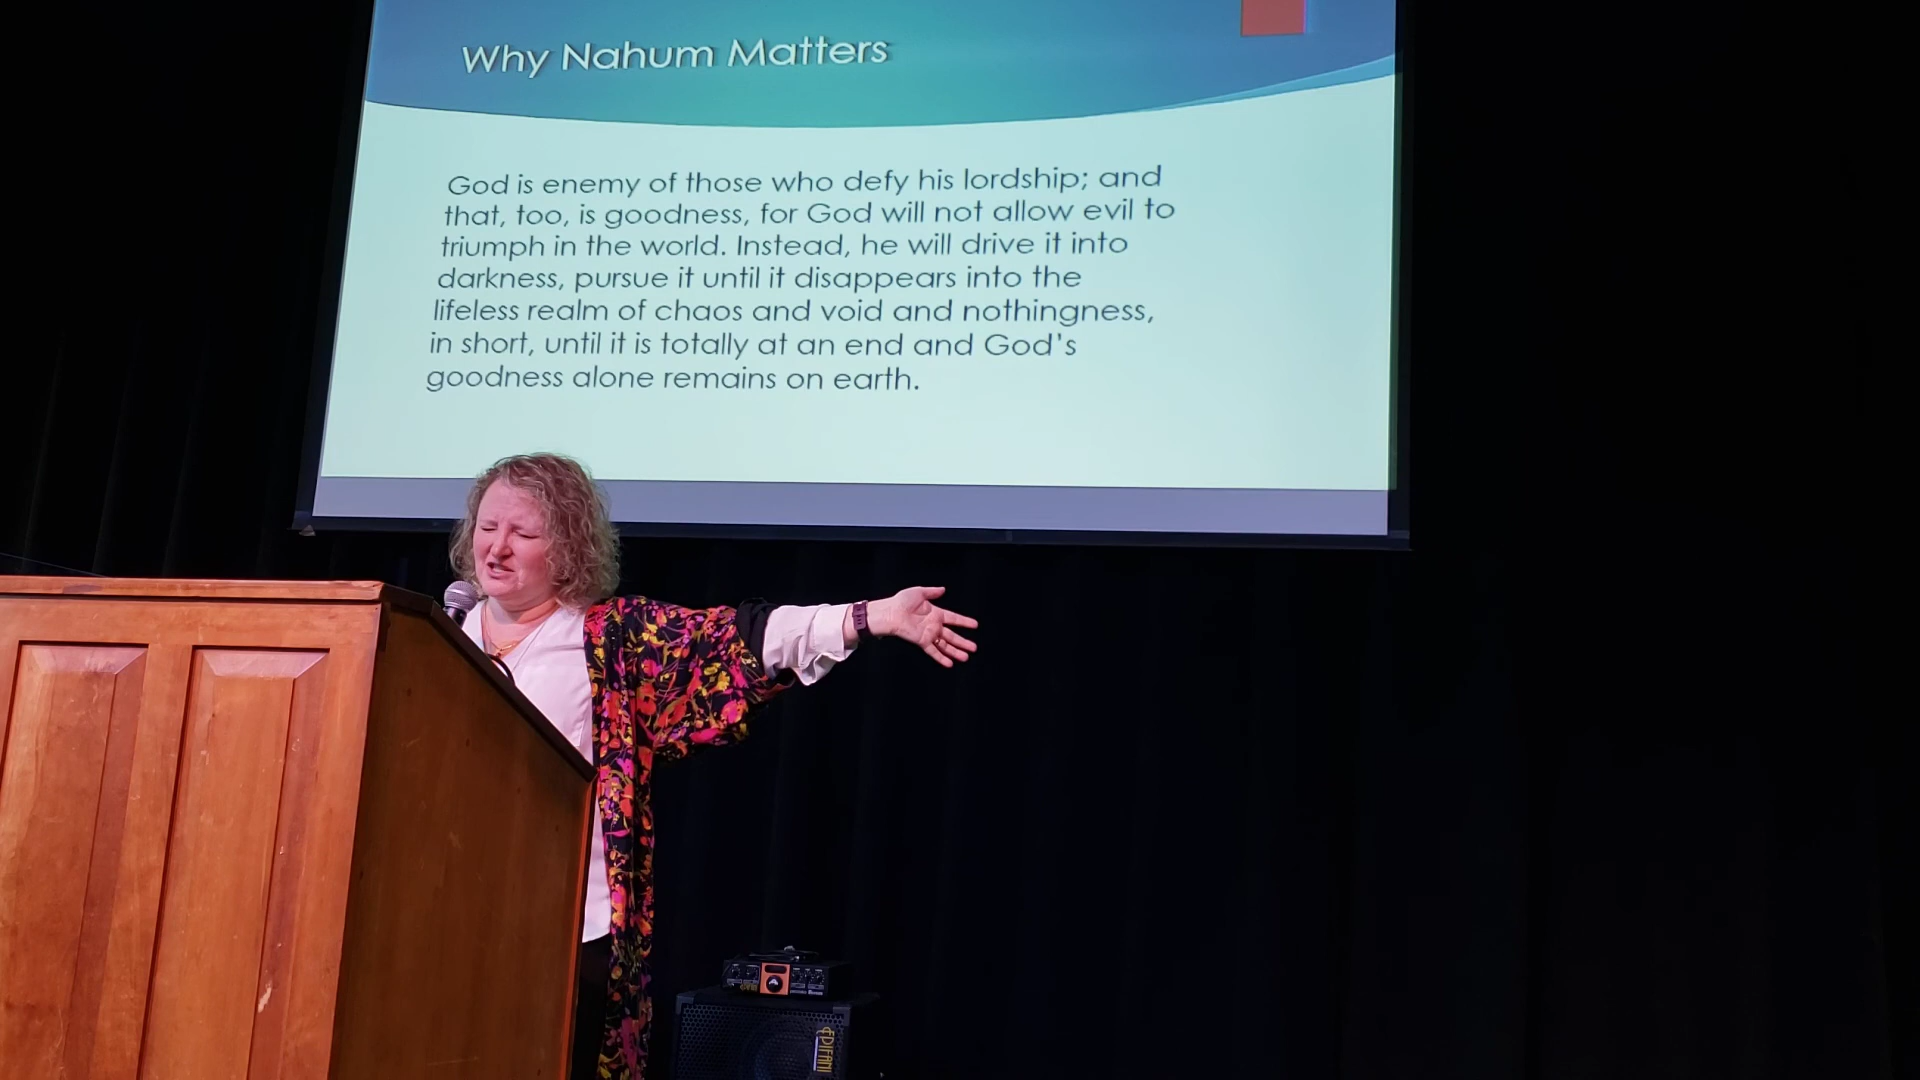 Why Nahum Matters
God is enemy of those who defy his lordship; and
that, too, is goodness, for God will not allow evil to
triumph in the world. Instead, he will drive it into
darkness, pursue it until it disappears into the
lifeless realm of chaos and void and nothingness,
in short, until it is totally at an end and God's
goodness alone remains on earth.
EPIFANI